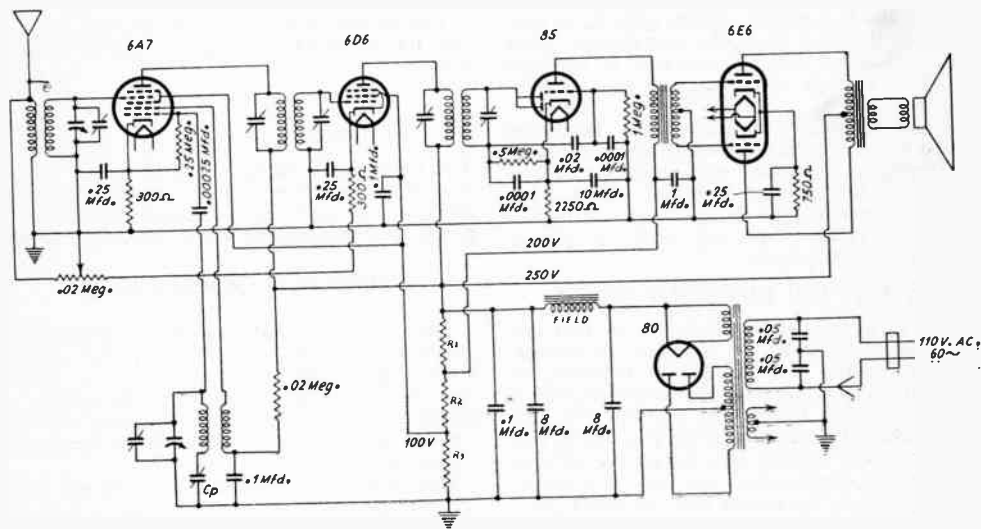 6A7
6D6
85
6E6
.25 Meg.
.00025 Mfd.
.25
Mfd.
300Ω
.25
Mfd.
300Ω
.1 Mfd.
.5 Meg.
.0001
Mfd.
.02
Mfd.
.0001
Mfd.
10 Mfd.
2250Ω
1 Meg.
1
Mfd.
.25
Mfd.
750Ω
200V
250V
.02 Meg.
FIELD
80
.05
Mfd.
.05
Mfd.
110V. AC.
60~
R1
R2
R3
.02 Meg.
100V
.1
Mfd.
8
Mfd.
8
Mfd.
Cp
.1 Mfd.